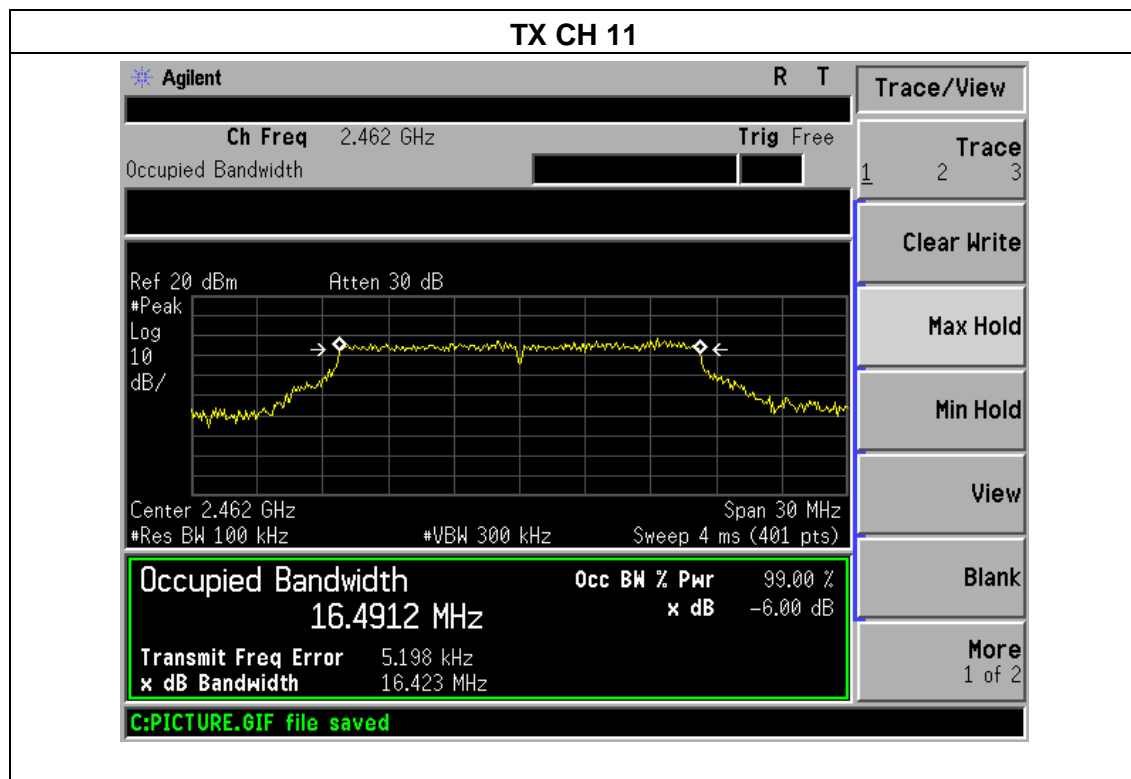 TX CH 11
Agilent R T
Ch Freq 2.462 GHz Trig Free
Occupied Bandwidth
Ref 20 dBm Atten 30 dB
#Peak
Log
10
dB/
Center 2.462 GHz Span 30 MHz
#Res BW 100 kHz #VBW 300 kHz Sweep 4 ms (401 pts)
Occupied Bandwidth Occ BW % Pwr 99.00 %
16.4912 MHz x dB -6.00 dB
Transmit Freq Error 5.198 kHz
x dB Bandwidth 16.423 MHz
C:PICTURE.GIF file saved
Trace/View
Trace
1 2 3
Clear Write
Max Hold
Min Hold
View
Blank
More
1 of 2